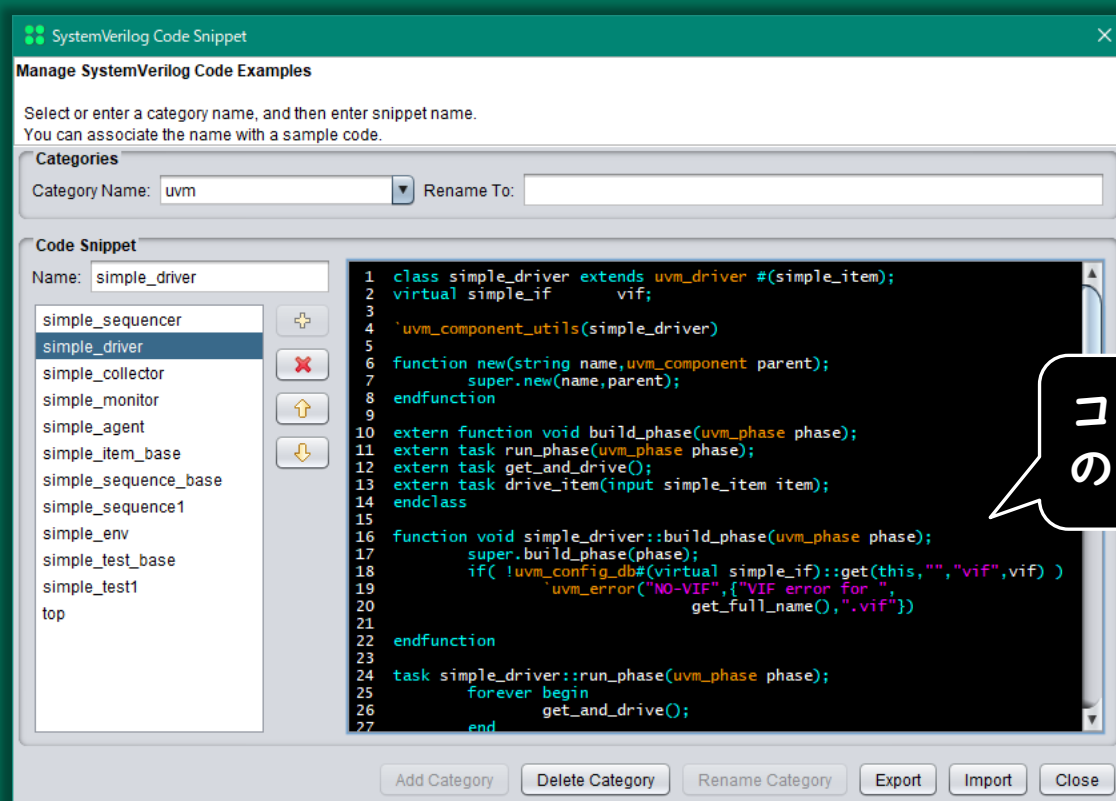 SystemVerilog Code Snippet
Manage SystemVerilog Code Examples
Select or enter a category name, and then enter snippet name.
You can associate the name with a sample code.
Categories
Category Name: uvm Rename To:
Code Snippet
Name: simple_driver
simple_sequencer
simple_driver
simple_collector
simple_monitor
simple_agent
simple_item_base
simple_sequence_base
simple_sequence1
simple_env
simple_test_base
simple_test1
top
1 class simple_driver extends uvm_driver #(simple_item);
2 virtual simple_if vif;
3
4 `uvm_component_utils(simple_driver)
5
6 function new(string name,uvm_component parent);
7 super.new(name,parent);
8 endfunction
9
10 extern function void build_phase(uvm_phase phase);
11 extern task run_phase(uvm_phase phase);
12 extern task get_and_drive();
13 extern task drive_item(input simple_item item);
14 endclass
15
16 function void simple_driver::build_phase(uvm_phase phase);
17 super.build_phase(phase);
18 if( !uvm_config_db#(virtual simple_if)::get(this,"","vif",vif) )
19 `uvm_error("NO-VIF",{"VIF error for ",
20 get_full_name(),".vif"})
21
22 endfunction
23
24 task simple_driver::run_phase(uvm_phase phase);
25 forever begin
26 get_and_drive();
27 end
コ
の
Add Category Delete Category Rename Category Export Import Close